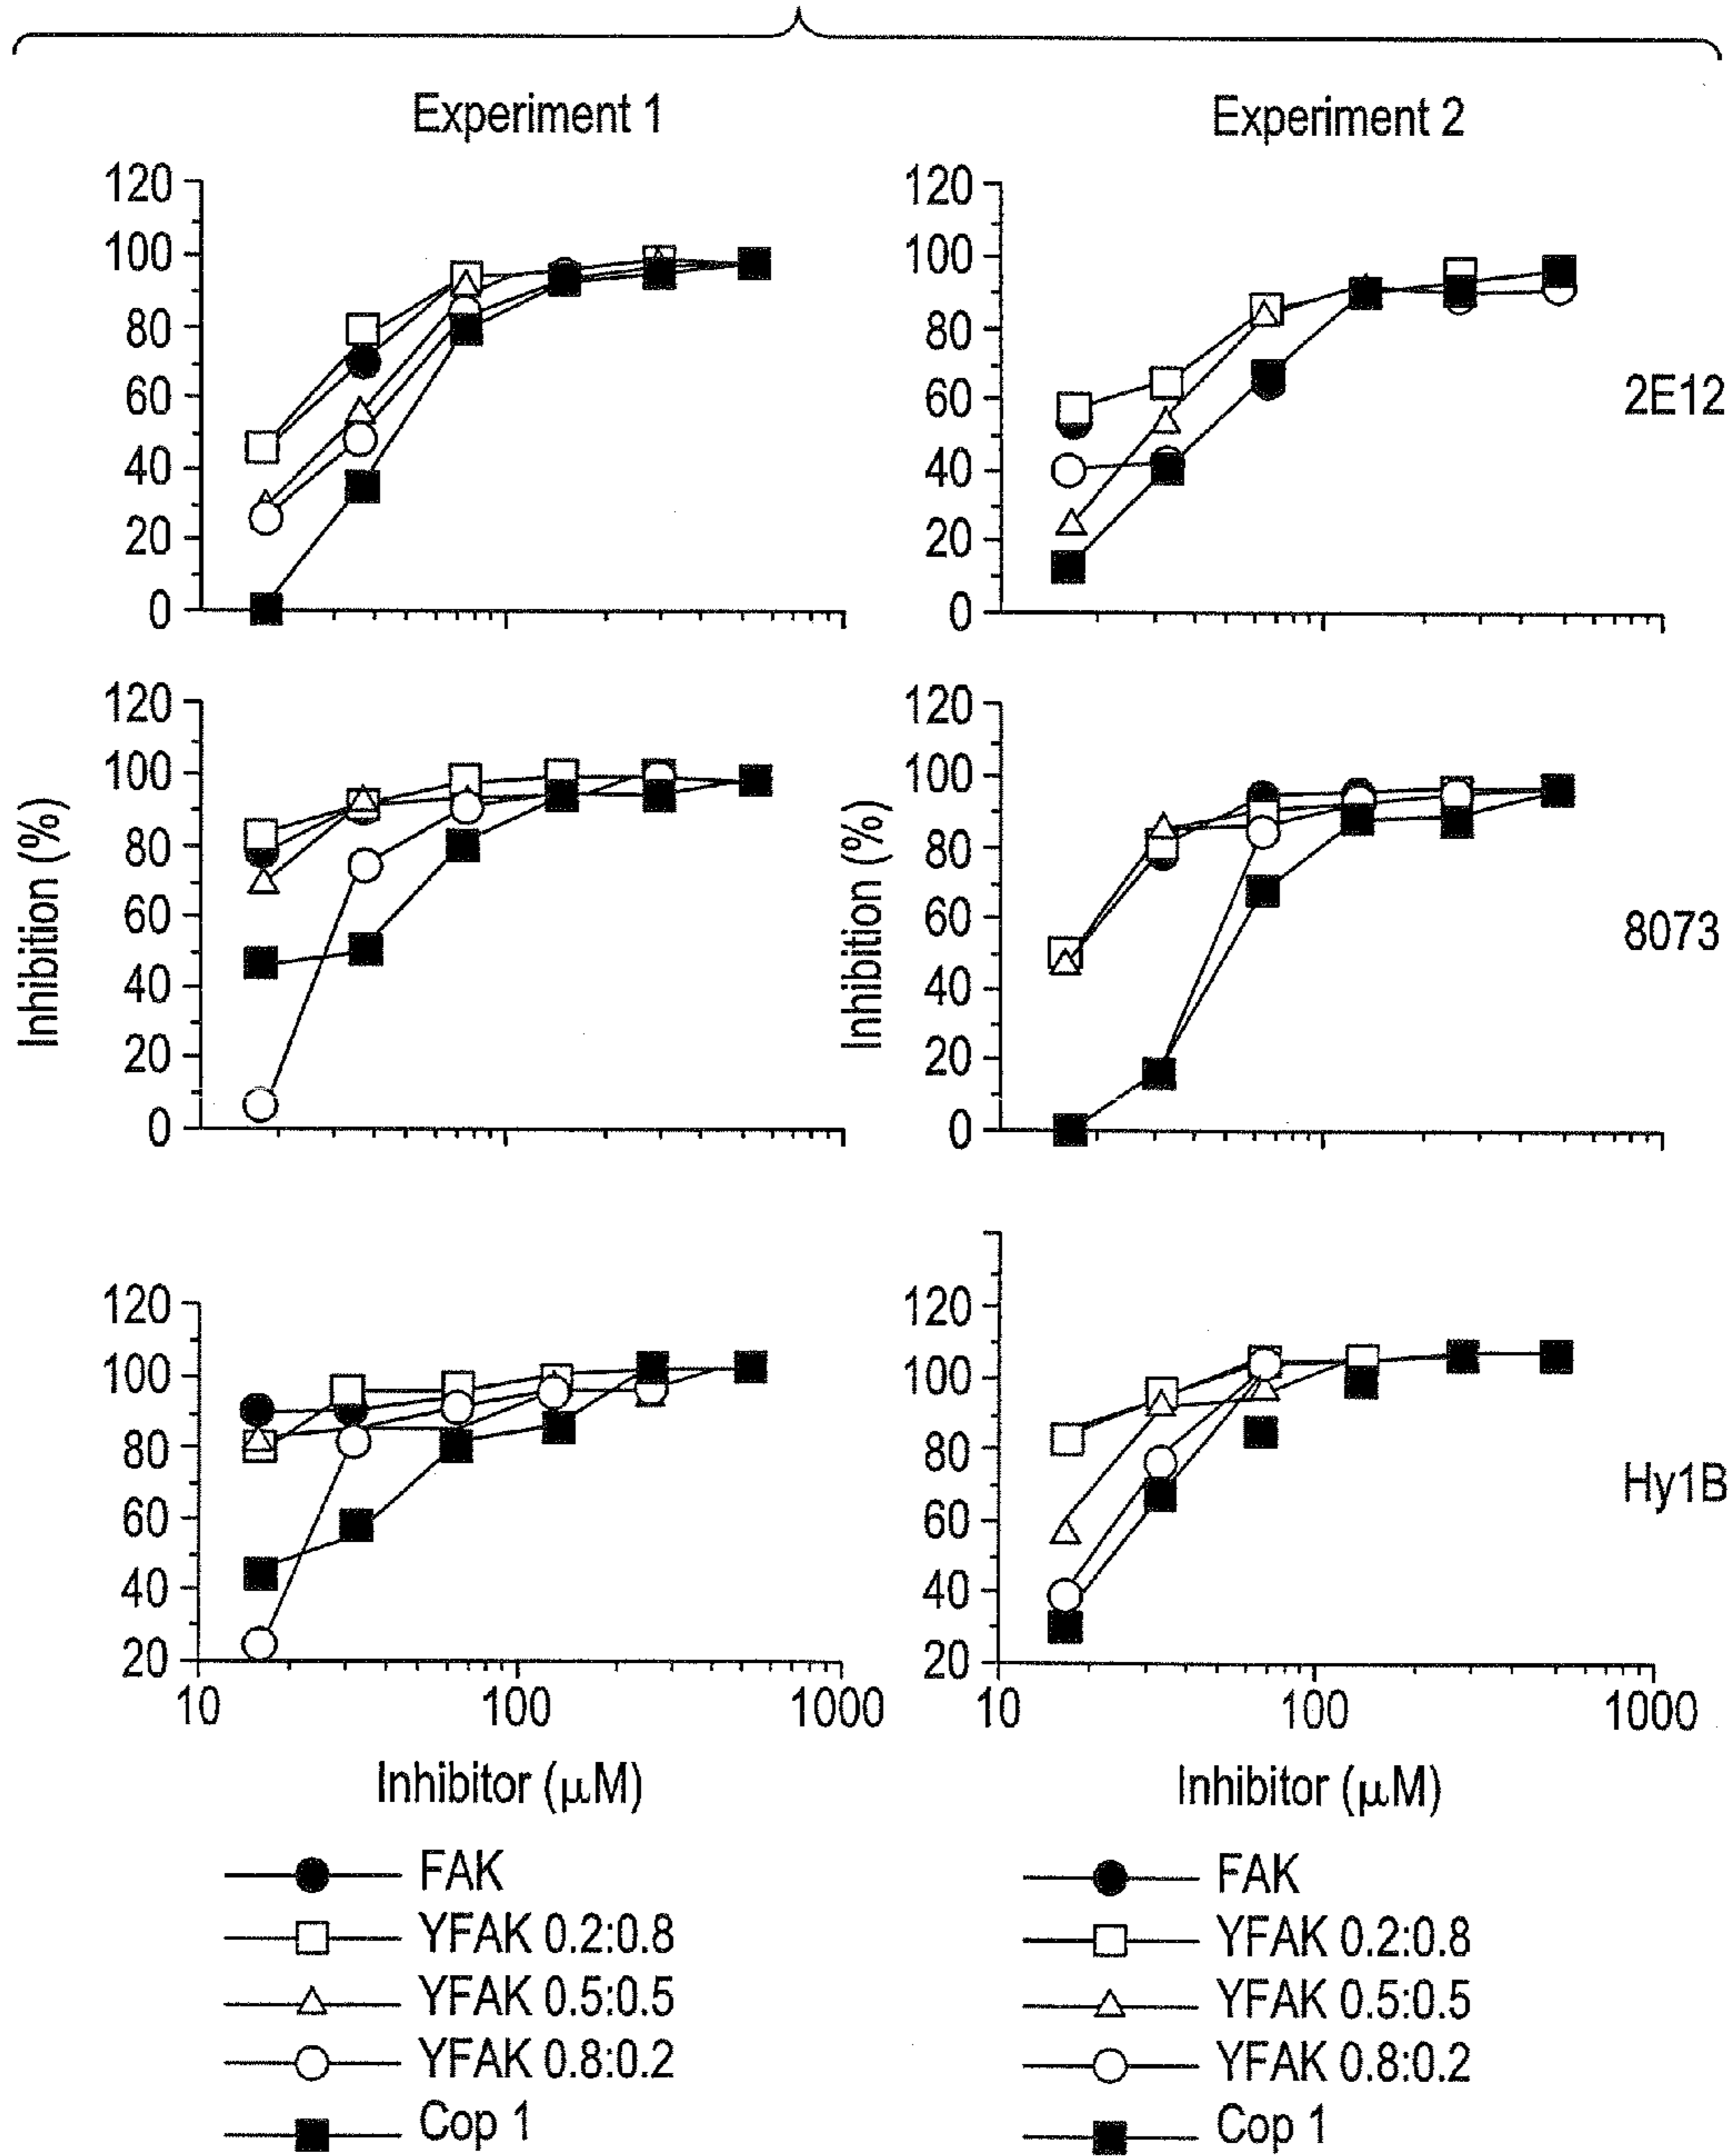 Experiment 1
Experiment 2
120
100
80
60
40
20
0
120
100
80
60
40
20
0
2E12
Inhibition (%)
120
100
80
60
40
20
0
Inhibition (%)
120
100
80
60
40
20
0
8073
120
100
80
60
40
20
10
100
1000
Inhibitor (μM)
120
100
80
60
40
20
10
100
1000
Inhibitor (μM)
Hy1B
FAK
YFAK 0.2:0.8
YFAK 0.5:0.5
YFAK 0.8:0.2
Cop 1
FAK
YFAK 0.2:0.8
YFAK 0.5:0.5
YFAK 0.8:0.2
Cop 1